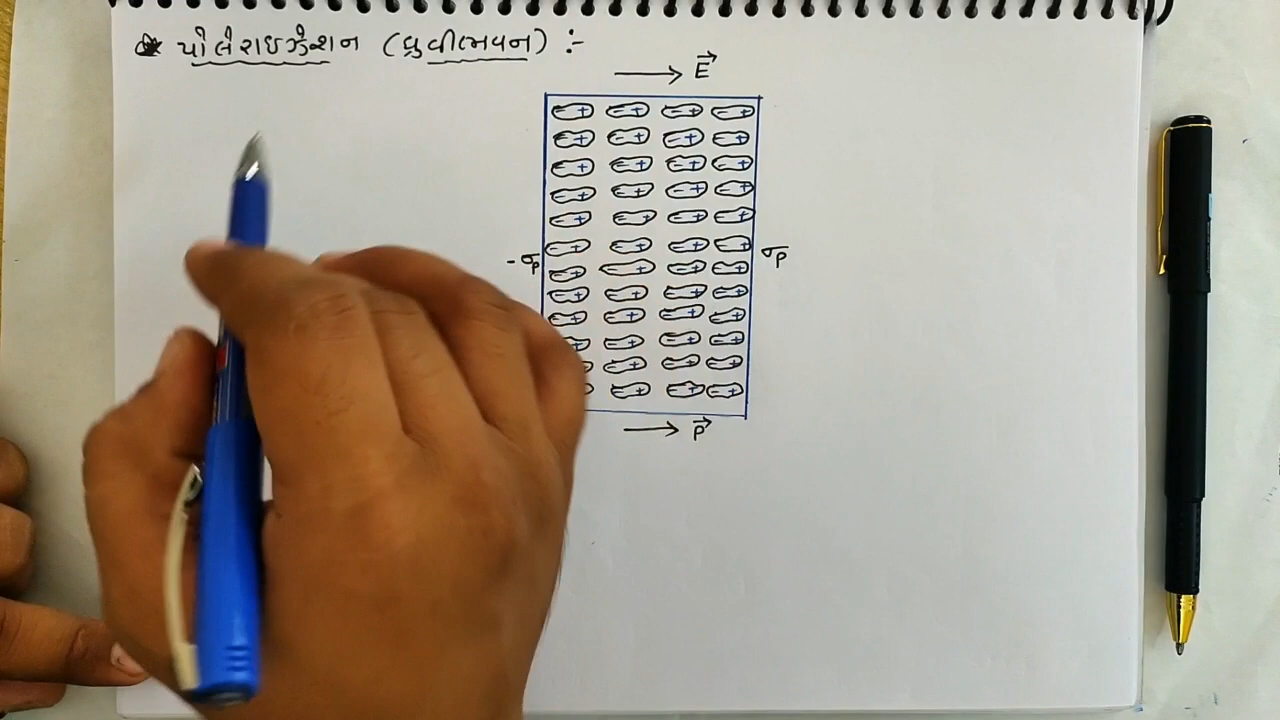 પોલેરાઇઝેશન (ધ્રુવીભવન) :-
→ E⃗
-σₚ σₚ
→ P⃗